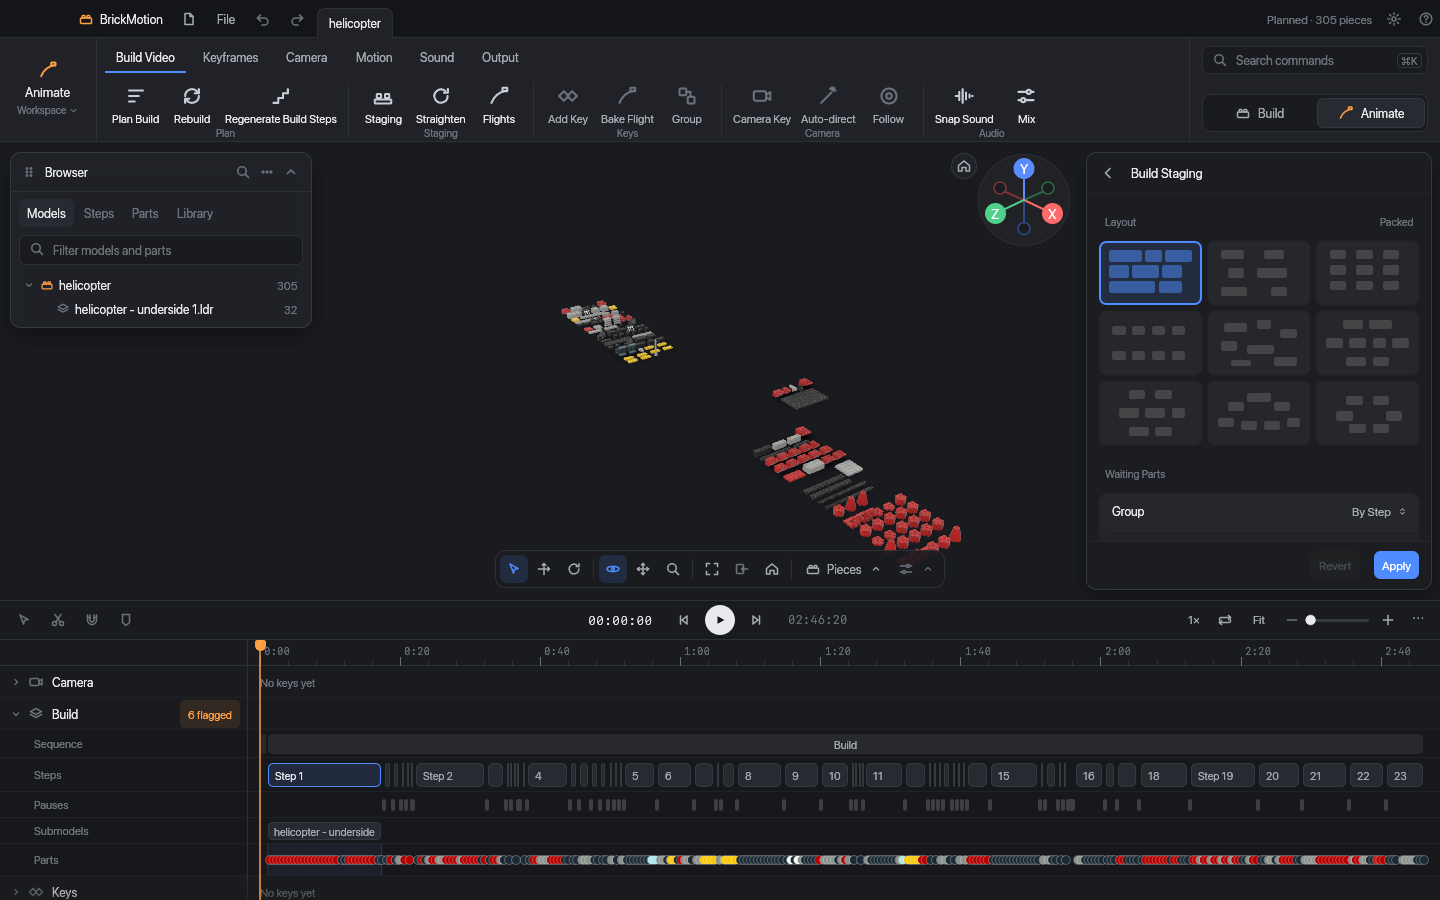 BrickMotion
File
helicopter
Planned · 305 pieces
Animate
Workspace
Build Video
Keyframes
Camera
Motion
Sound
Output
Plan Build
Rebuild
Regenerate Build Steps
Plan
Staging
Straighten
Flights
Staging
Add Key
Bake Flight
Group
Keys
Camera Key
Auto-direct
Follow
Camera
Snap Sound
Mix
Audio
Search commands
⌘K
Build
Animate
Browser
Models
Steps
Parts
Library
Filter models and parts
helicopter
305
helicopter - underside 1.ldr
32
Y
Z
X
Build Staging
Layout
Packed
Waiting Parts
Group
By Step
Revert
Apply
Pieces
00:00:00
02:46:20
1×
Fit
0:00
0:20
0:40
1:00
1:20
1:40
2:00
2:20
2:40
Camera
No keys yet
Build
6 flagged
Sequence
Build
Steps
Step 1
Step 2
4
5
6
8
9
10
11
15
16
18
Step 19
20
21
22
23
Pauses
Submodels
helicopter - underside
Parts
Keys
No keys yet